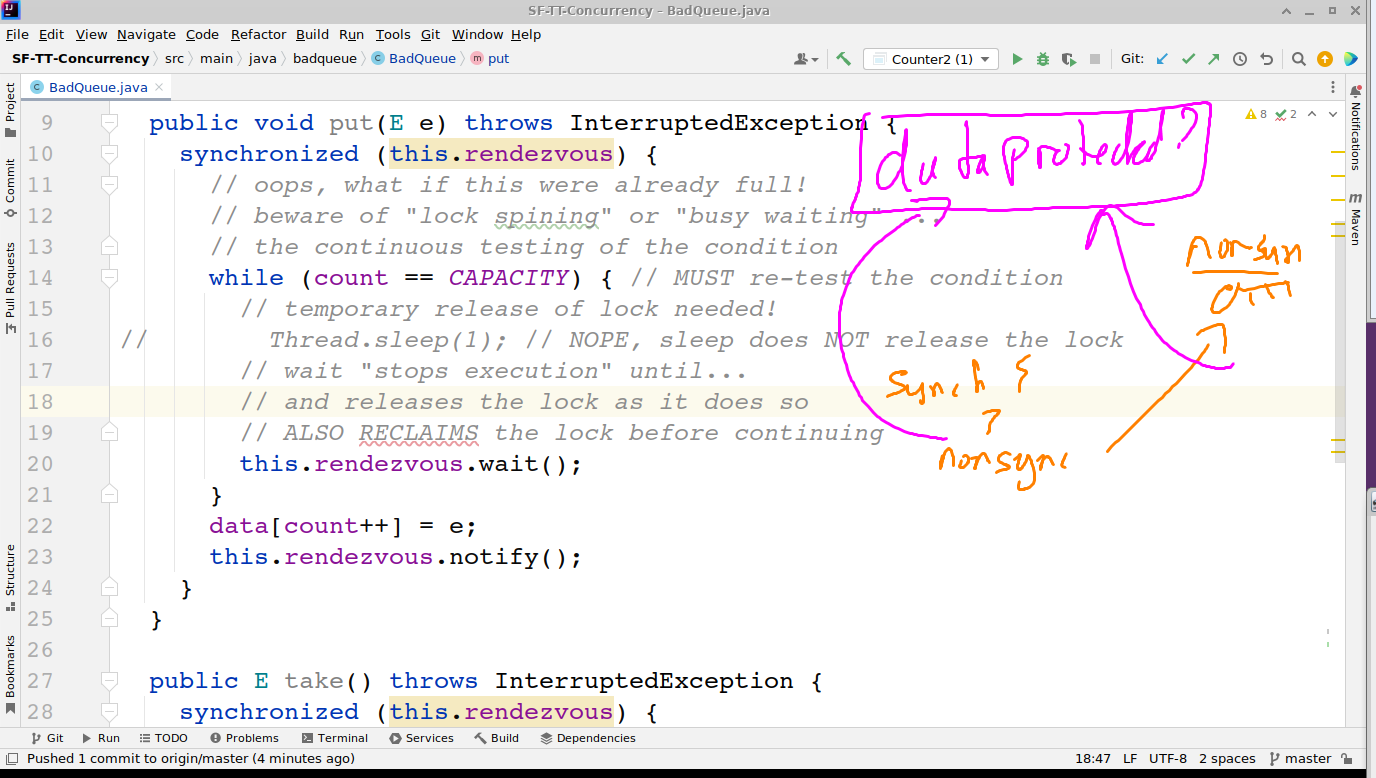 SF-TT-Concurrency – BadQueue.java
File Edit View Navigate Code Refactor Build Run Tools Git Window Help
SF-TT-Concurrency src main java badqueue C BadQueue m put Counter2 (1) Git:
C BadQueue.java
8 2
9 public void put(E e) throws InterruptedException {
10 synchronized (this.rendezvous) {
11 // oops, what if this were already full!
12 // beware of "lock spining" or "busy waiting" ...
13 // the continuous testing of the condition
14 while (count == CAPACITY) { // MUST re-test the condition
15 // temporary release of lock needed!
16 // Thread.sleep(1); // NOPE, sleep does NOT release the lock
17 // wait "stops execution" until...
18 // and releases the lock as it does so
19 // ALSO RECLAIMS the lock before continuing
20 this.rendezvous.wait();
21 }
22 data[count++] = e;
23 this.rendezvous.notify();
24 }
25 }
26
27 public E take() throws InterruptedException {
28 synchronized (this.rendezvous) {
data protected?
synch {
?
nonsync
Project
Commit
Pull Requests
Structure
Bookmarks
Notifications
m Maven
Git Run TODO Problems Terminal Services Build Dependencies
Pushed 1 commit to origin/master (4 minutes ago) 18:47 LF UTF-8 2 spaces master